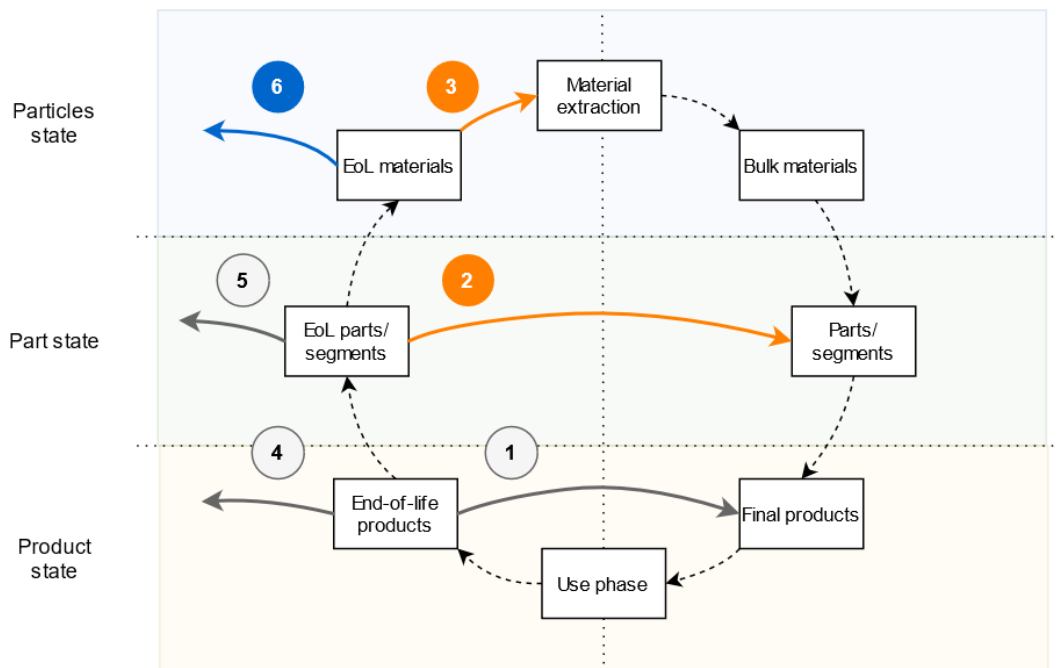 6
3
Material
extraction
Particles
state
EoL materials
Bulk materials
5
2
Part state
EoL parts/
segments
Parts/
segments
4
1
End-of-life
products
Final products
Product
state
Use phase